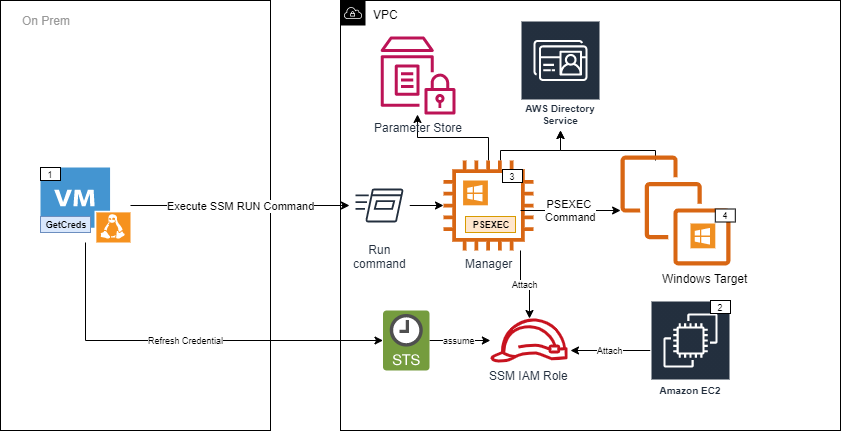 On Prem
VPC
Parameter Store
AWS Directory
Service
1
VM
GetCreds
Execute SSM RUN Command
Run
command
3
PSEXEC
Manager
PSEXEC
Command
4
Windows Target
Attach
Refresh Credential
STS
assume
SSM IAM Role
Attach
2
Amazon EC2